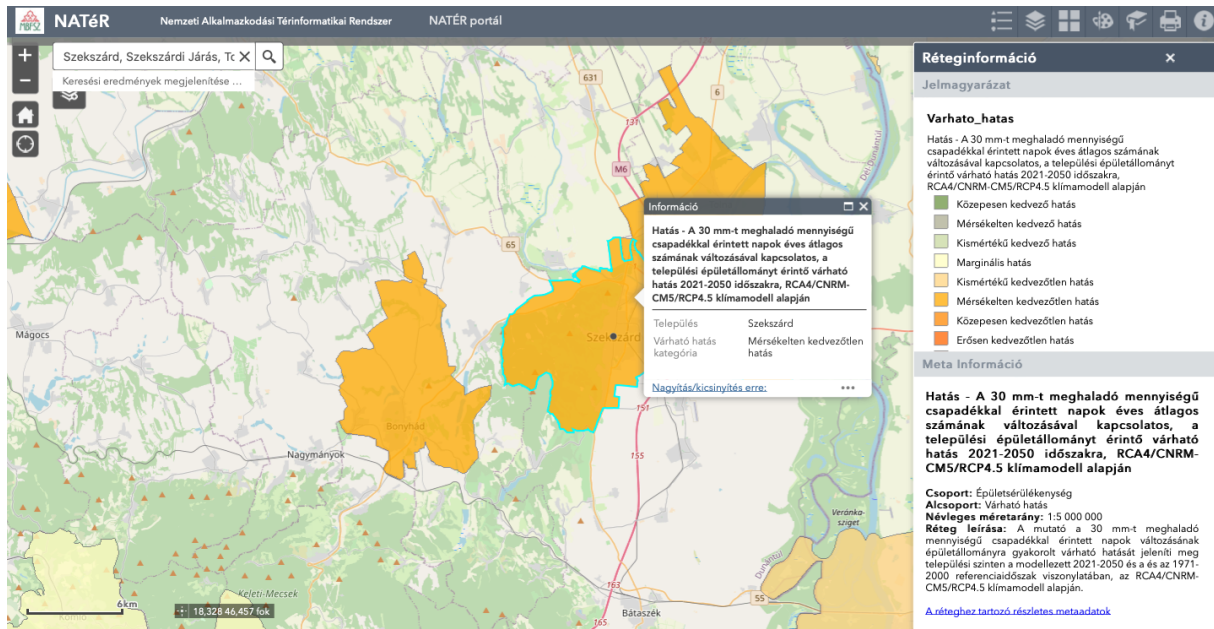 MBFSZ
NATéR
Nemzeti Alkalmazkodási Térinformatikai Rendszer
NATÉR portál
+
Szekszárd, Szekszárdi Járás, To
Keresési eredmények megjelenítése ...
−
631
6
131
M6
Dél-Dunántúl
65
Szekszárd
Mágocs
Bonyhád
Nagymányok
151
155
Veránka-
sziget
Dunántúl
163
55
Keleti-Mecsek
Komló
6km
18,328 46,457 fok
Bátaszék
165
Információ
Hatás - A 30 mm-t meghaladó mennyiségű
csapadékkal érintett napok éves átlagos
számának változásával kapcsolatos, a
települési épületállományt érintő várható
hatás 2021-2050 időszakra, RCA4/CNRM-
CM5/RCP4.5 klímamodell alapján
Település Szekszárd
Várható hatás Mérsékelten kedvezőtlen
kategória hatás
Nagyítás/kicsinyítés erre: •••
Réteginformáció
Jelmagyarázat
Varhato_hatas
Hatás - A 30 mm-t meghaladó mennyiségű
csapadékkal érintett napok éves átlagos számának
változásával kapcsolatos, a települési épületállományt
érintő várható hatás 2021-2050 időszakra,
RCA4/CNRM-CM5/RCP4.5 klímamodell alapján
Közepesen kedvező hatás
Mérsékelten kedvező hatás
Kismértékű kedvező hatás
Marginális hatás
Kismértékű kedvezőtlen hatás
Mérsékelten kedvezőtlen hatás
Közepesen kedvezőtlen hatás
Erősen kedvezőtlen hatás
Meta Információ
Hatás - A 30 mm-t meghaladó mennyiségű
csapadékkal érintett napok éves átlagos
számának változásával kapcsolatos, a
települési épületállományt érintő várható
hatás 2021-2050 időszakra, RCA4/CNRM-
CM5/RCP4.5 klímamodell alapján
Csoport: Épületsérülékenység
Alcsoport: Várható hatás
Névleges méretarány: 1:5 000 000
Réteg leírása: A mutató a 30 mm-t meghaladó
mennyiségű csapadékkal érintett napok változásának
épületállományra gyakorolt várható hatását jeleníti meg
települési szinten a modellezett 2021-2050 és a és az 1971-
2000 referenciaidőszak viszonylatában, az RCA4/CNRM-
CM5/RCP4.5 klímamodell alapján.
A réteghez tartozó részletes metaadatok